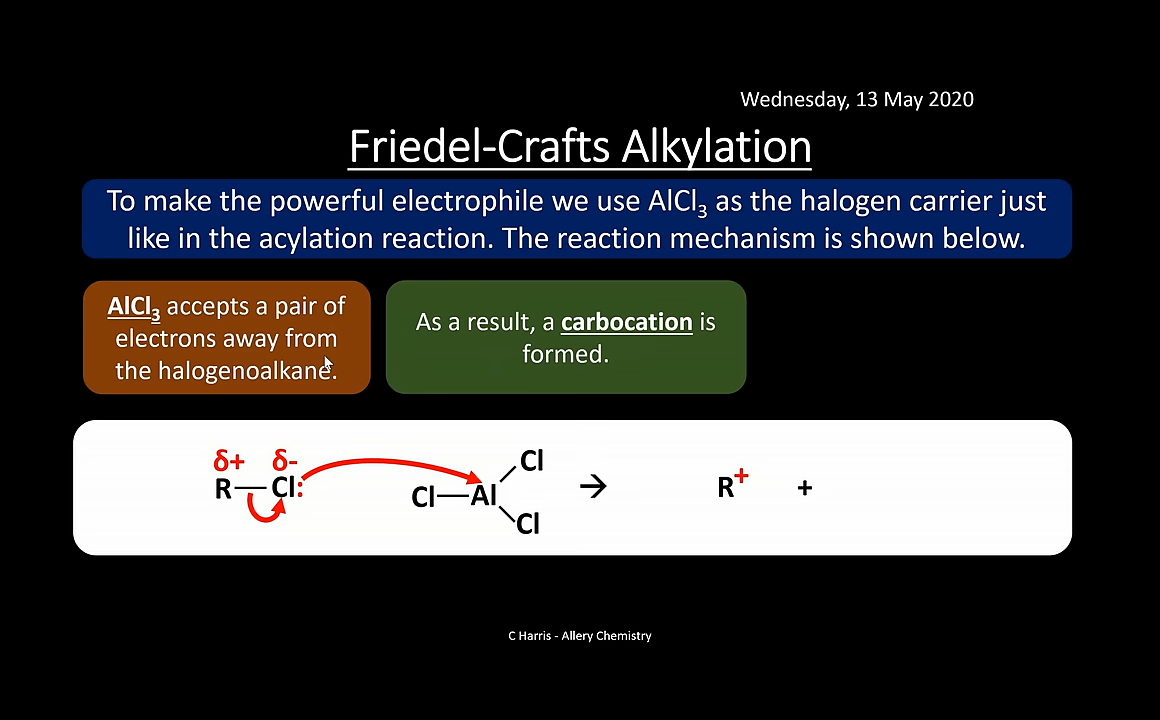 Wednesday, 13 May 2020
Friedel-Crafts Alkylation
To make the powerful electrophile we use AlCl₃ as the halogen carrier just
like in the acylation reaction. The reaction mechanism is shown below.
AlCl₃ accepts a pair of
electrons away from
the halogenoalkane.
As a result, a carbocation is
formed.
δ+ δ- Cl
R—Cl: Cl—Al → R⁺ +
Cl
C Harris - Allery Chemistry